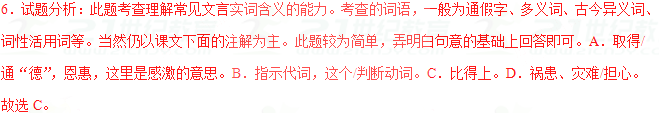 6．试题分析：此题考查理解常见文言实词含义的能力。考查的词语，一般为通假字、多义词、古今异义词、
词性活用词等。当然仍以课文下面的注解为主。此题较为简单，弄明白句意的基础上回答即可。A．取得/
通“德”，恩惠，这里是感激的意思。B．指示代词，这个/判断动词。C．比得上。D．祸患、灾难/担心。
故选 C。